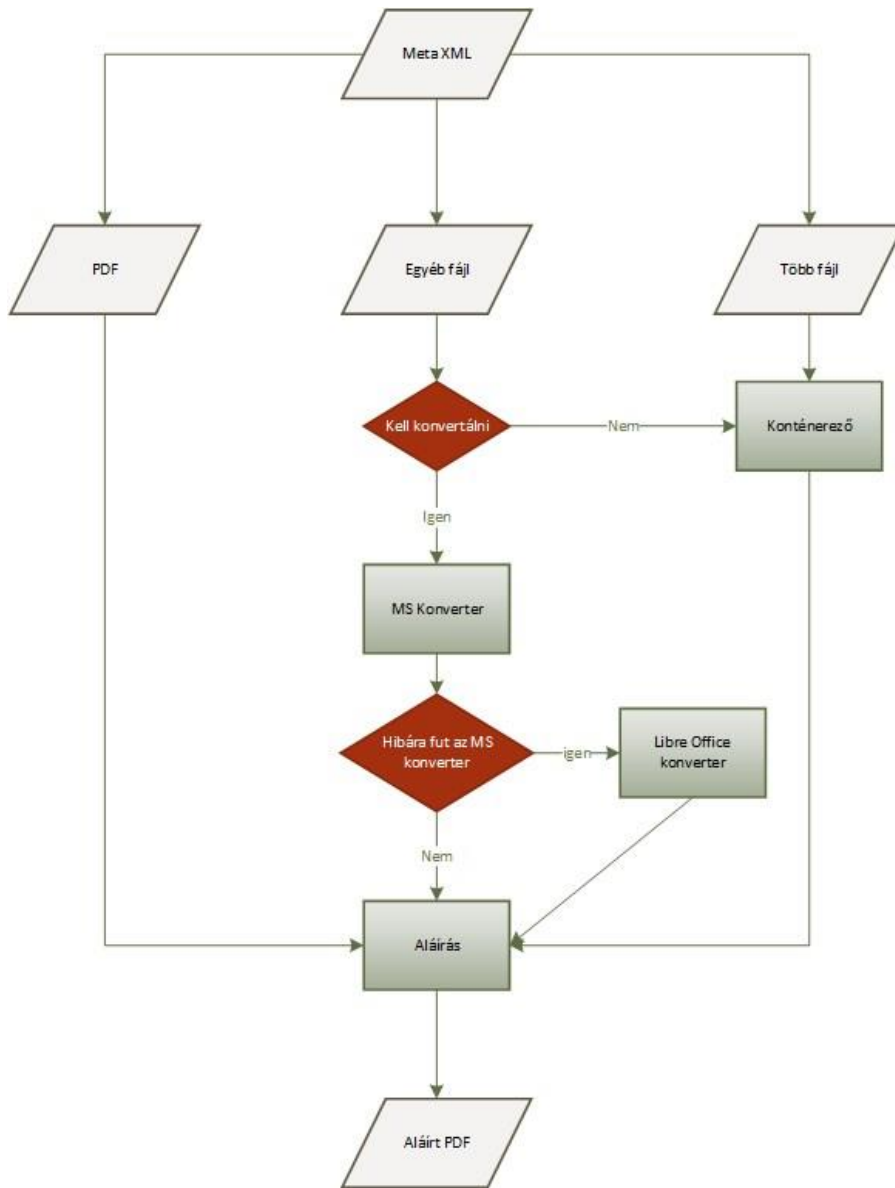 Meta XML
PDF
Egyéb fájl
Több fájl
Kell konvertálni
Nem
Konténerező
Igen
MS Konverter
Hibára fut az MS
konverter
igen
Libre Office
konverter
Nem
Aláírás
Aláírt PDF